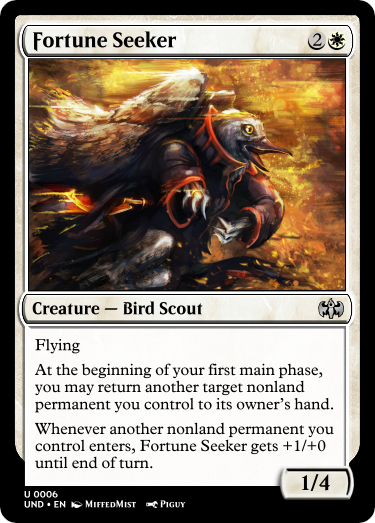 Fortune Seeker 2
Creature — Bird Scout
Flying
At the beginning of your first main phase,
you may return another target nonland
permanent you control to its owner's hand.
Whenever another nonland permanent you
control enters, Fortune Seeker gets +1/+0
until end of turn.
1/4
U 0006
UND • EN MiffedMist Piguy